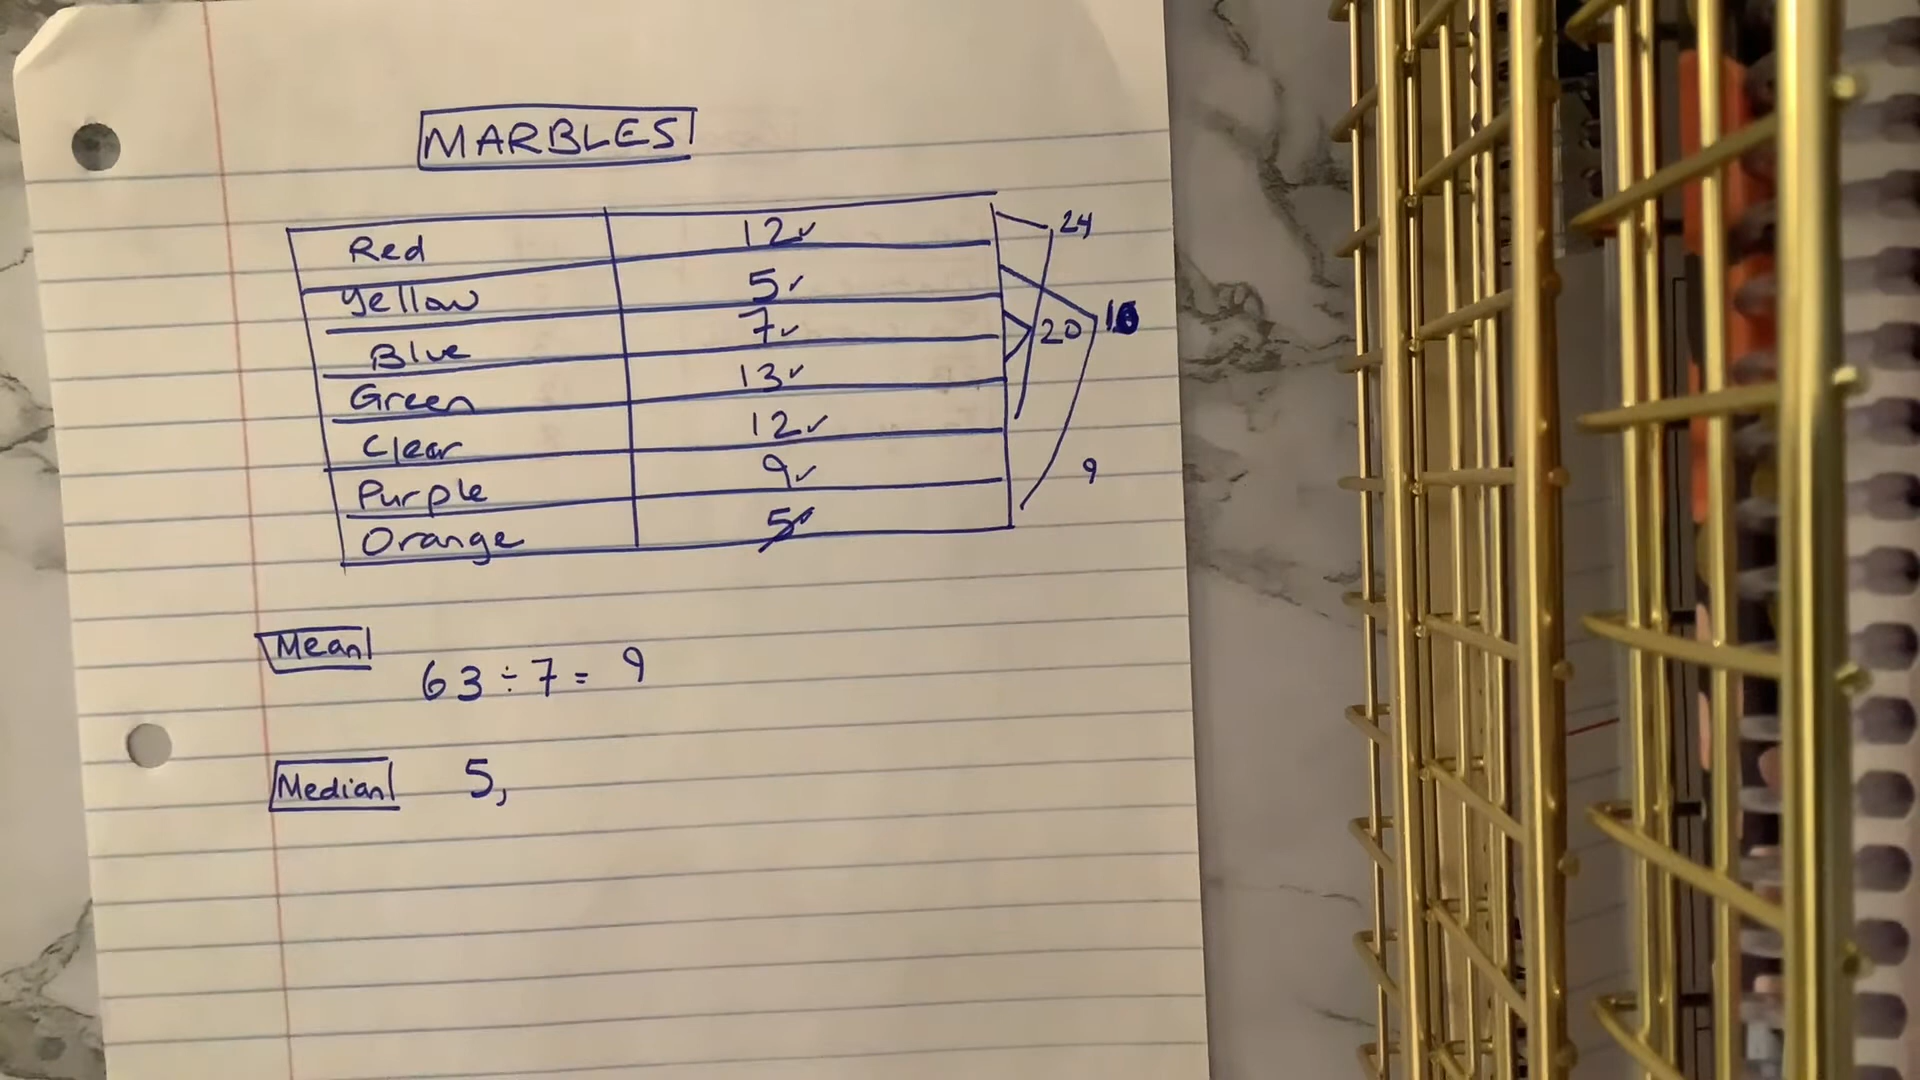 MARBLES
Red 12✓ 24
Yellow 5✓
Blue 7✓ 20 10
Green 13✓
Clear 12✓
Purple 9✓ 9
Orange 5✓
Mean
63 ÷ 7 = 9
Median 5,